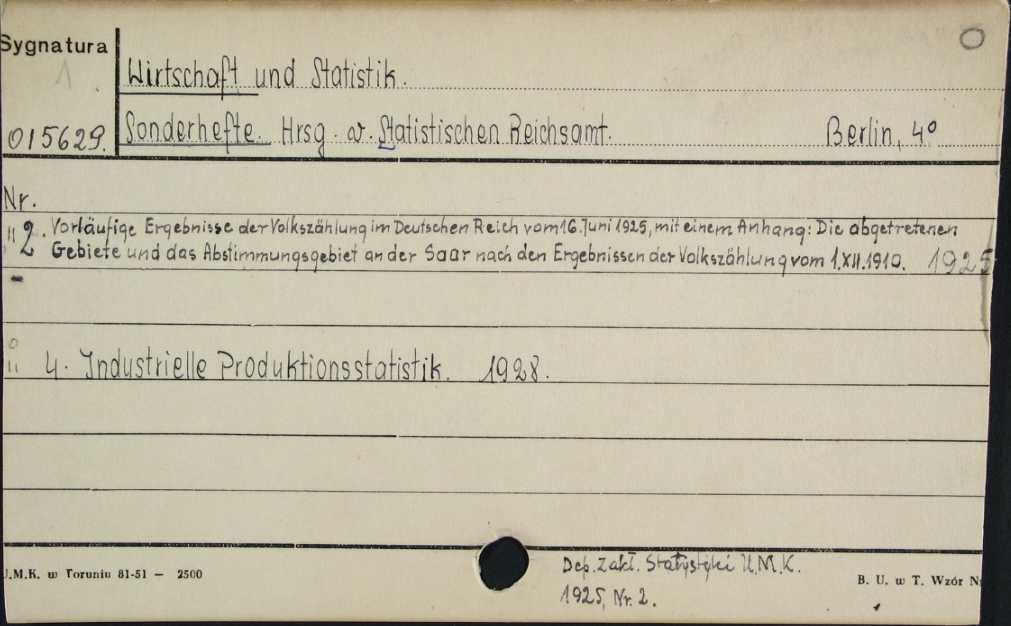 Sygnatura
1
Wirtschaft und Statistik.
015629.
Sonderhefte. Hrsg. v. Statistischen Reichsamt. Berlin, 4°
Nr.
" 2. Vorläufige Ergebnisse der Volkszählung im Deutschen Reich vom 16. Juni 1925, mit einem Anhang: Die abgetretenen
Gebiete und das Abstimmungsgebiet an der Saar nach den Ergebnissen der Volkszählung vom 1.XII.1910. 1925
" 4. Industrielle Produktionsstatistik. 1928.
U.M.K. w Toruniu 81-51 — 2500
Dep. Zakł. Statystyki U.M.K.
1925, Nr. 2.
B. U. w T. Wzór N